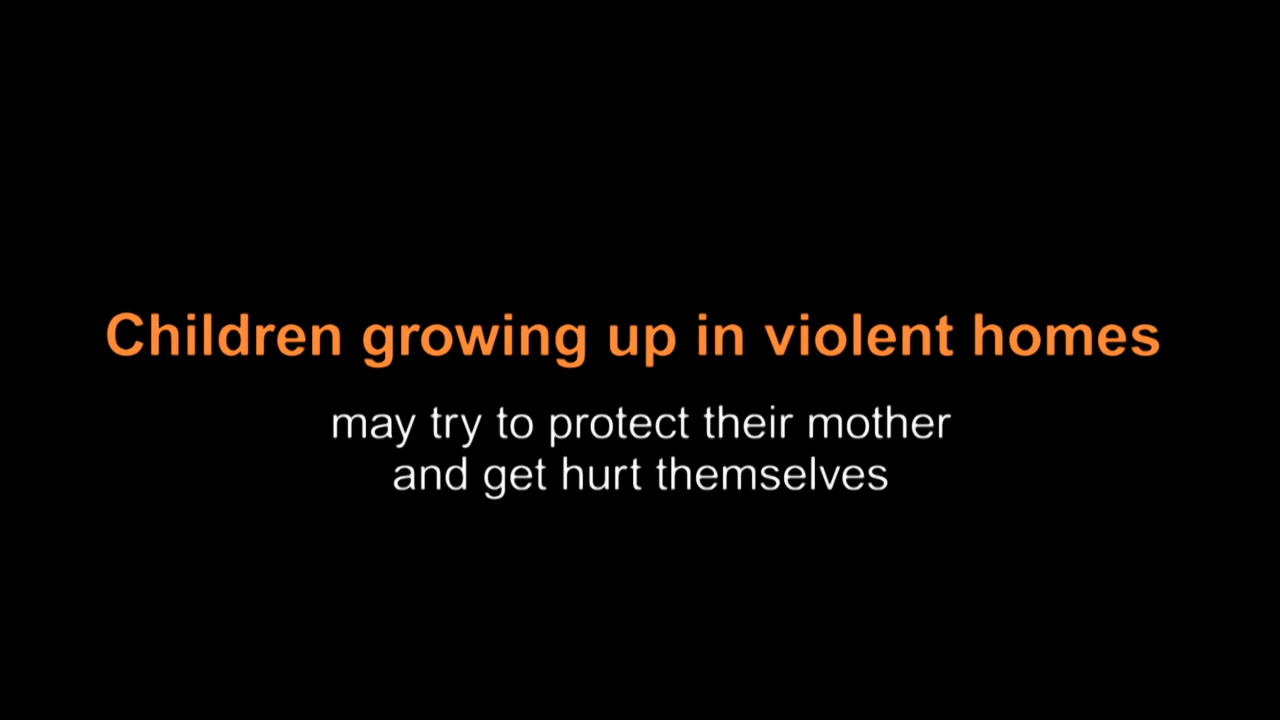 Children growing up in violent homes
may try to protect their mother
and get hurt themselves